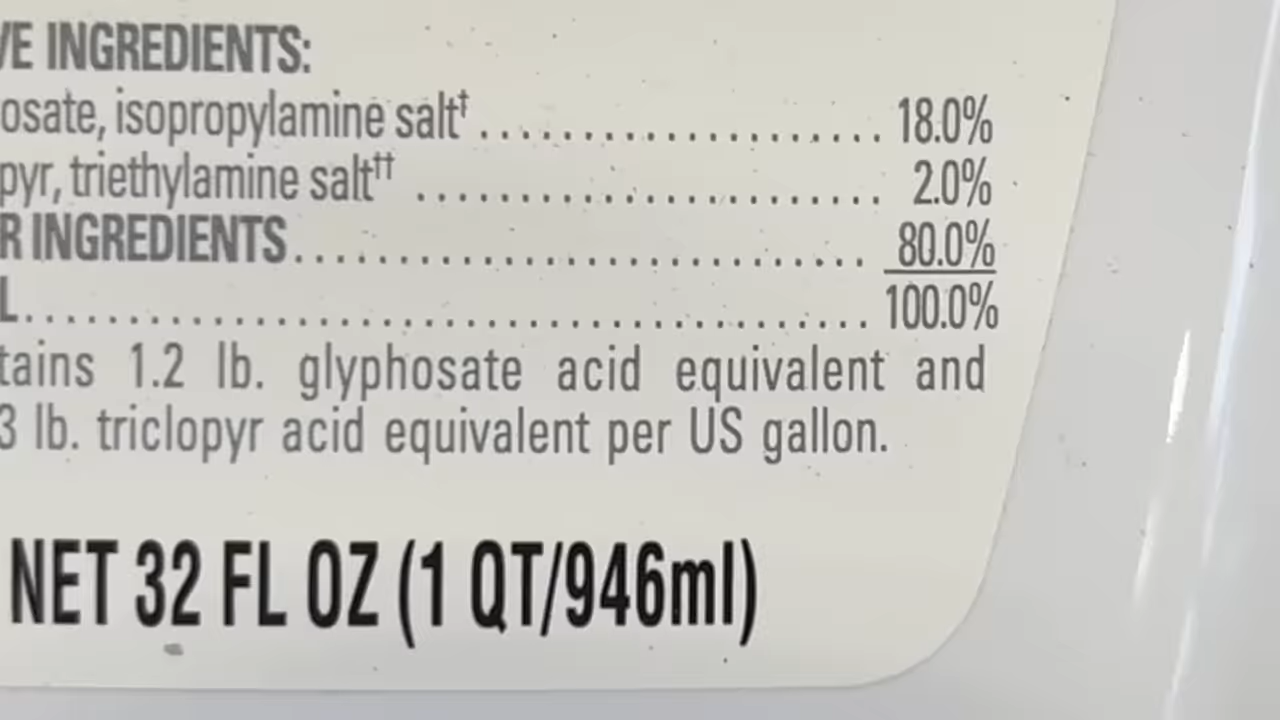 VE INGREDIENTS:
osate, isopropylamine salt† .................... 18.0%
pyr, triethylamine salt†† ....................... 2.0%
R INGREDIENTS............................ 80.0%
L......................................... 100.0%
tains 1.2 lb. glyphosate acid equivalent and
3 lb. triclopyr acid equivalent per US gallon.
NET 32 FL OZ (1 QT/946ml)